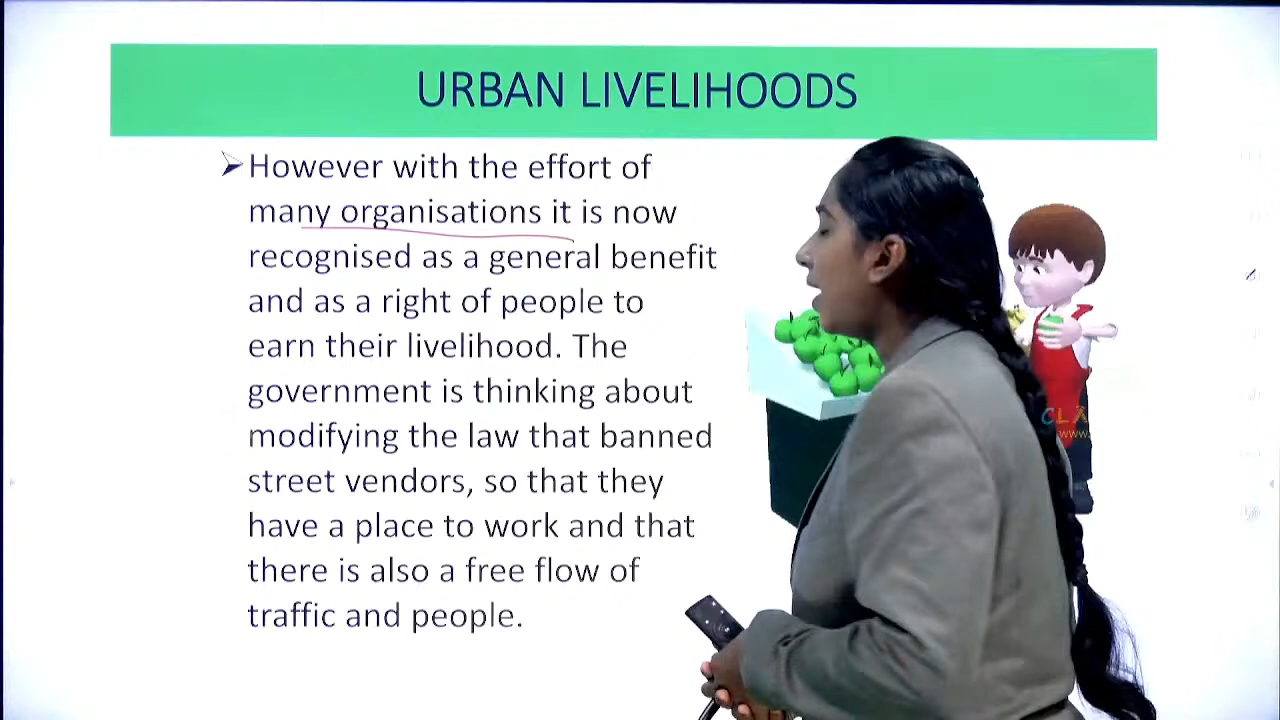 URBAN LIVELIHOODS
However with the effort of
many organisations it is now
recognised as a general benefit
and as a right of people to
earn their livelihood. The
government is thinking about
modifying the law that banned
street vendors, so that they
have a place to work and that
there is also a free flow of
traffic and people.
CLA
www.